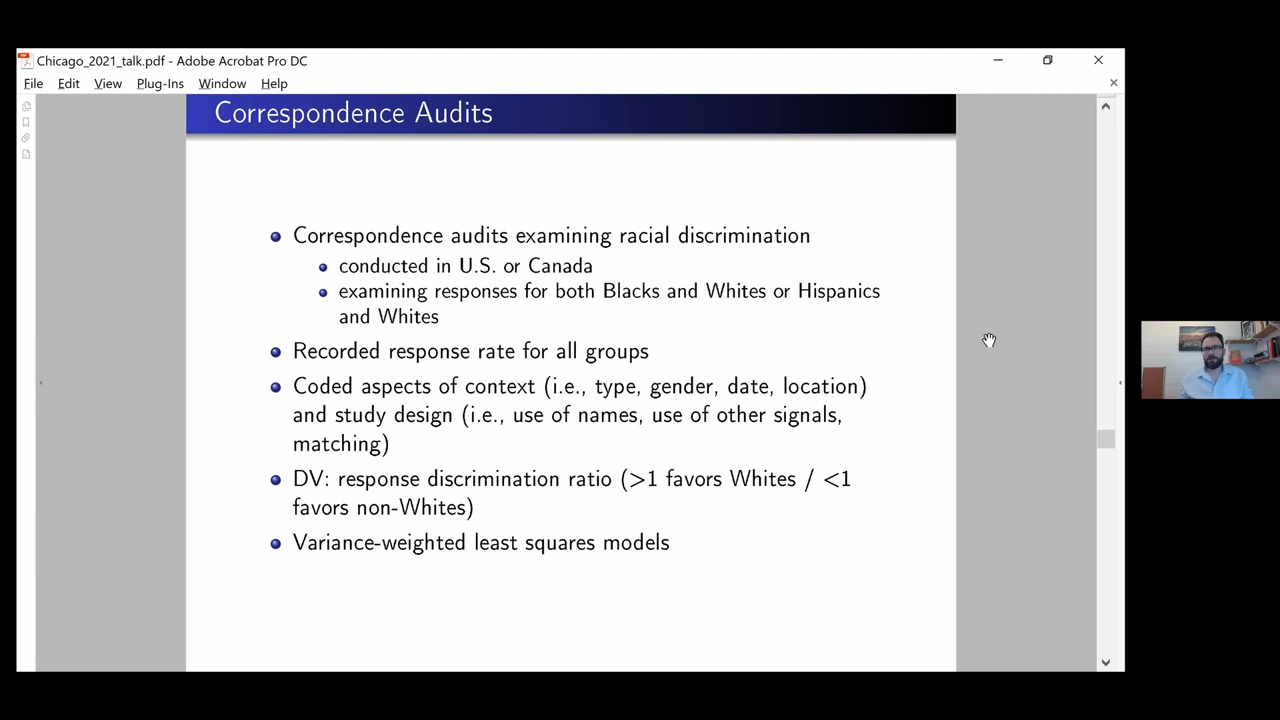 Chicago_2021_talk.pdf - Adobe Acrobat Pro DC
File Edit View Plug-Ins Window Help
Correspondence Audits
Correspondence audits examining racial discrimination
conducted in U.S. or Canada
examining responses for both Blacks and Whites or Hispanics
and Whites
Recorded response rate for all groups
Coded aspects of context (i.e., type, gender, date, location)
and study design (i.e., use of names, use of other signals,
matching)
DV: response discrimination ratio (>1 favors Whites / <1
favors non-Whites)
Variance-weighted least squares models